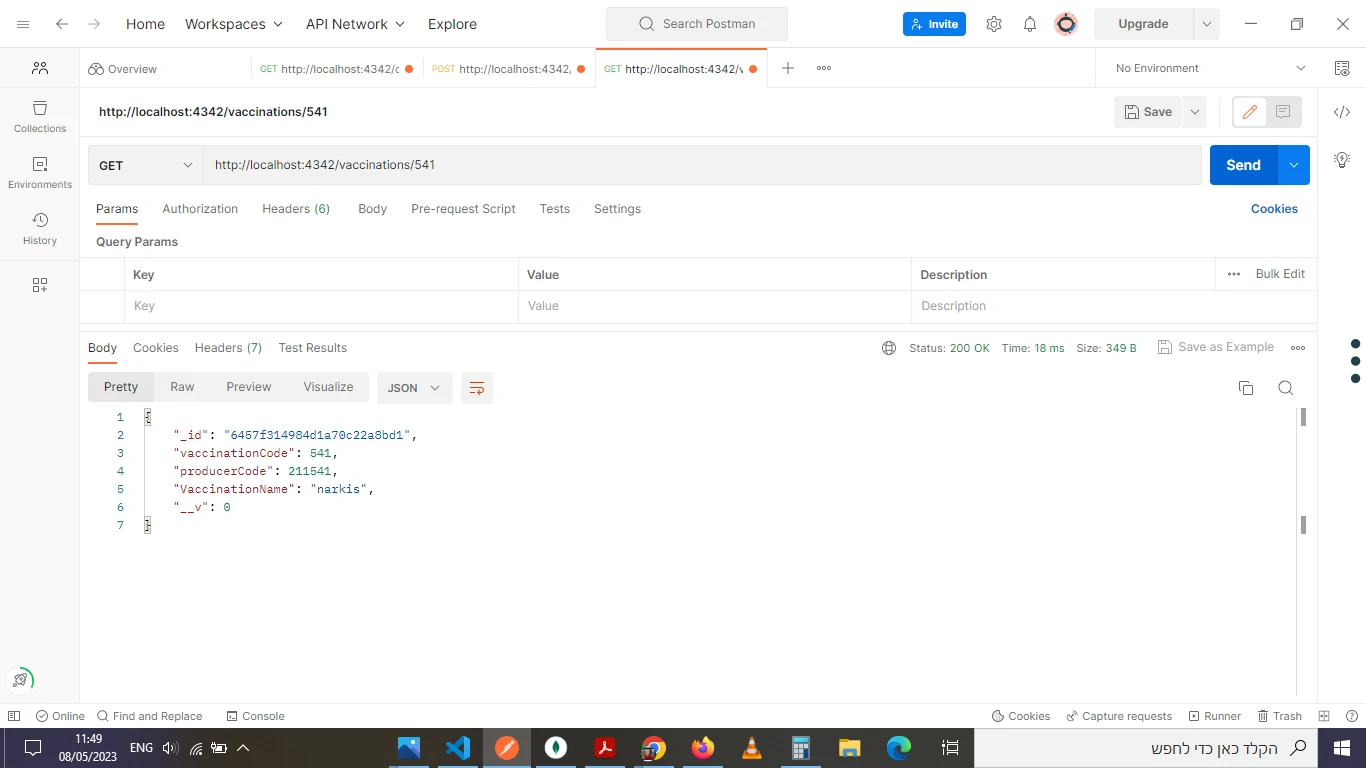 Home Workspaces API Network Explore Search Postman Invite Upgrade
Overview GET http://localhost:4342/c POST http://localhost:4342/ GET http://localhost:4342/v No Environment
http://localhost:4342/vaccinations/541 Save
Collections
Environments
History
GET http://localhost:4342/vaccinations/541 Send
Params Authorization Headers (6) Body Pre-request Script Tests Settings Cookies
Query Params
Key Value Description Bulk Edit
Key Value Description
Body Cookies Headers (7) Test Results Status: 200 OK Time: 18 ms Size: 349 B Save as Example
Pretty Raw Preview Visualize JSON
1 {
2 "_id": "6457f314984d1a70c22a8bd1",
3 "vaccinationCode": 541,
4 "producerCode": 211541,
5 "VaccinationName": "narkis",
6 "__v": 0
7 }
Online Find and Replace Console Cookies Capture requests Runner Trash
11:49
08/05/2023
ENG
הקלד כאן כדי לחפש